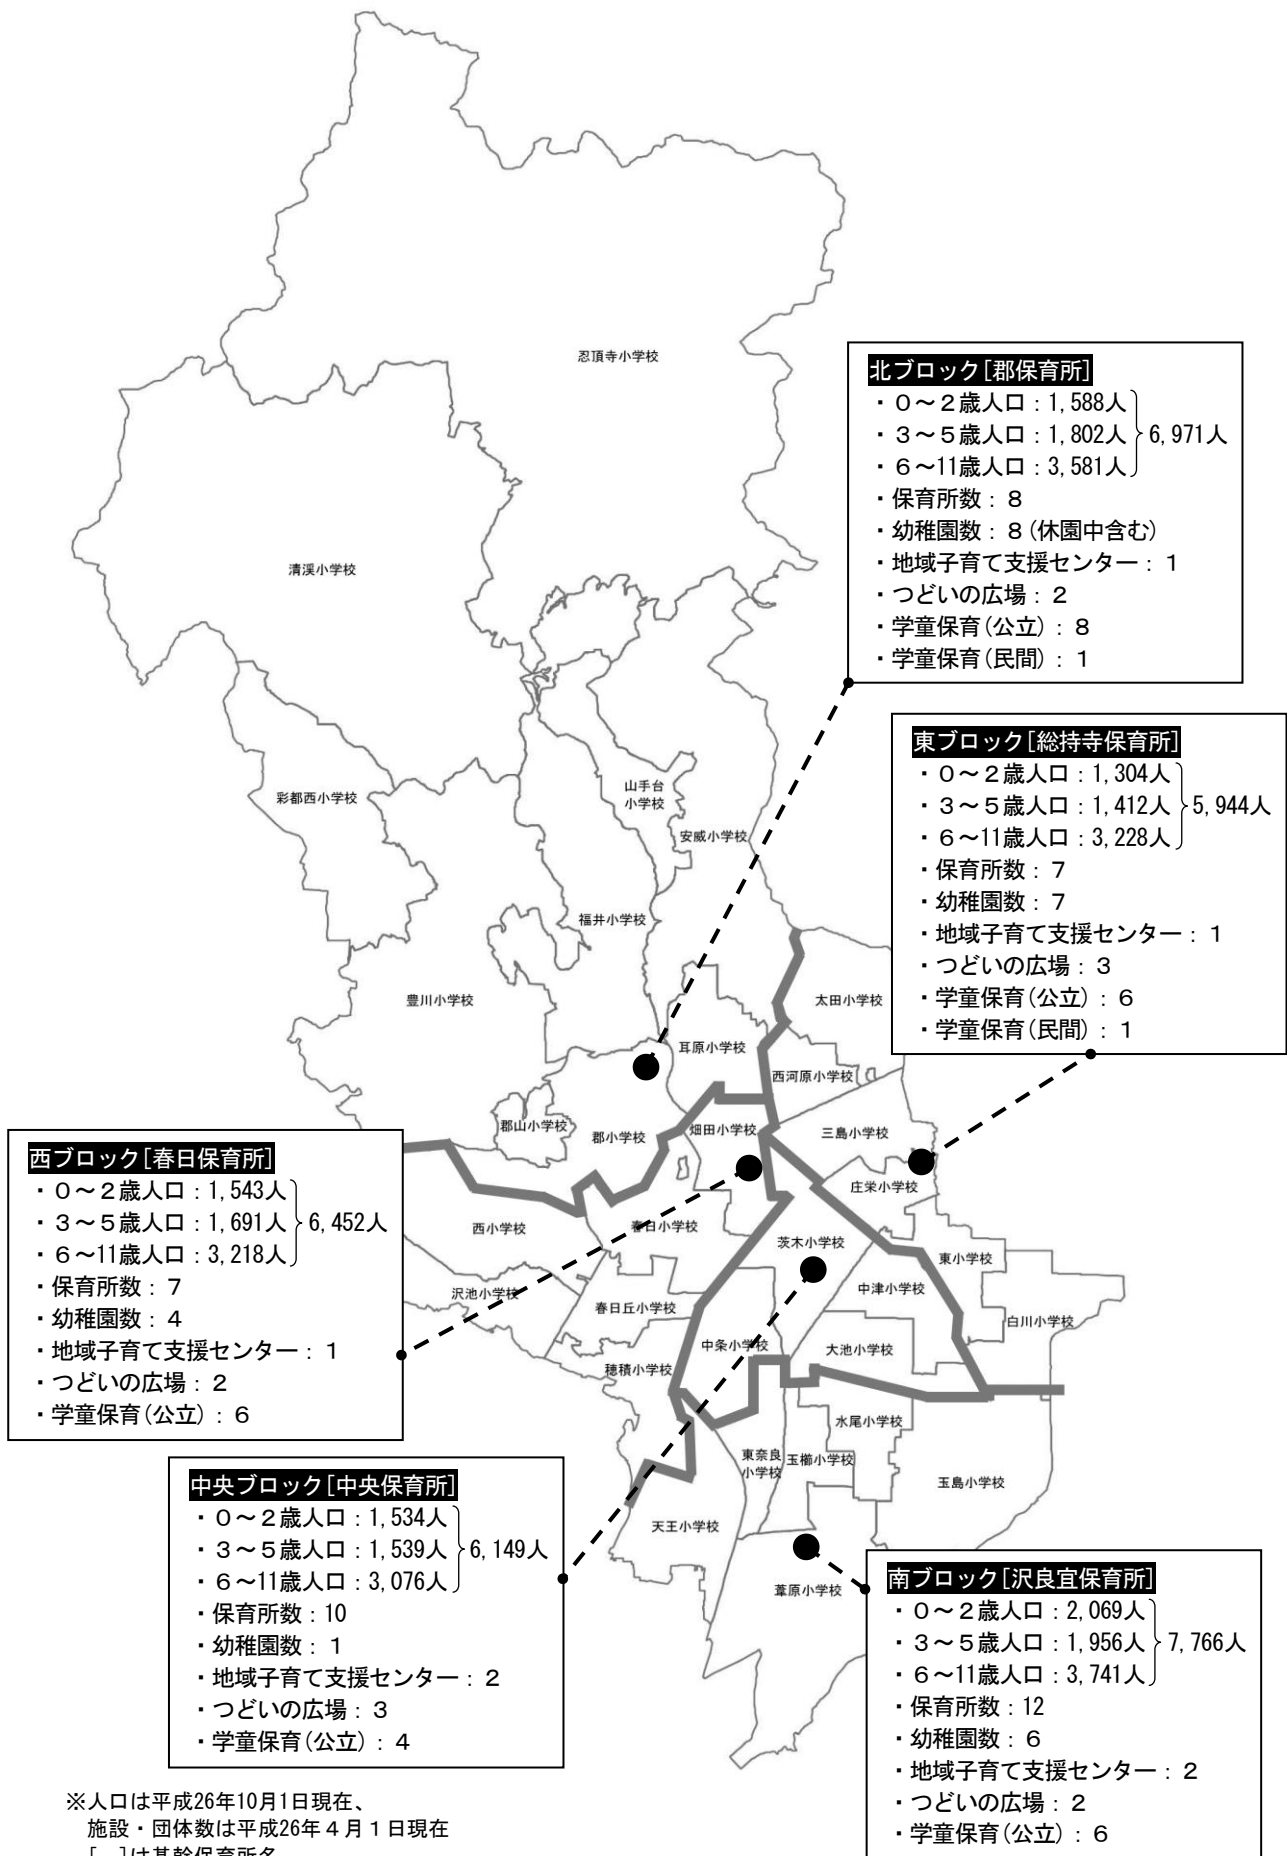 忍頂寺小学校
清溪小学校
彩都西小学校
山手台
小学校
安威小学校
福井小学校
豊川小学校
太田小学校
耳原小学校
西河原小学校
郡山小学校
郡小学校
畑田小学校
三島小学校
庄栄小学校
西小学校
春日小学校
茨木小学校
東小学校
中津小学校
沢池小学校
春日丘小学校
白川小学校
中条小学校
大池小学校
穂積小学校
水尾小学校
東奈良
小学校
玉櫛小学校
玉島小学校
天王小学校
葦原小学校
北ブロック[郡保育所]
・０～２歳人口：1,588人
・３～５歳人口：1,802人 6,971人
・６～11歳人口：3,581人
・保育所数：８
・幼稚園数：８(休園中含む)
・地域子育て支援センター：１
・つどいの広場：２
・学童保育(公立)：８
・学童保育(民間)：１
東ブロック[総持寺保育所]
・０～２歳人口：1,304人
・３～５歳人口：1,412人 5,944人
・６～11歳人口：3,228人
・保育所数：７
・幼稚園数：７
・地域子育て支援センター：１
・つどいの広場：３
・学童保育(公立)：６
・学童保育(民間)：１
西ブロック[春日保育所]
・０～２歳人口：1,543人
・３～５歳人口：1,691人 6,452人
・６～11歳人口：3,218人
・保育所数：７
・幼稚園数：４
・地域子育て支援センター：１
・つどいの広場：２
・学童保育(公立)：６
中央ブロック[中央保育所]
・０～２歳人口：1,534人
・３～５歳人口：1,539人 6,149人
・６～11歳人口：3,076人
・保育所数：10
・幼稚園数：１
・地域子育て支援センター：２
・つどいの広場：３
・学童保育(公立)：４
南ブロック[沢良宜保育所]
・０～２歳人口：2,069人
・３～５歳人口：1,956人 7,766人
・６～11歳人口：3,741人
・保育所数：12
・幼稚園数：６
・地域子育て支援センター：２
・つどいの広場：２
・学童保育(公立)：６
※人口は平成26年10月1日現在、
施設・団体数は平成26年４月１日現在
[　]は基幹保育所名